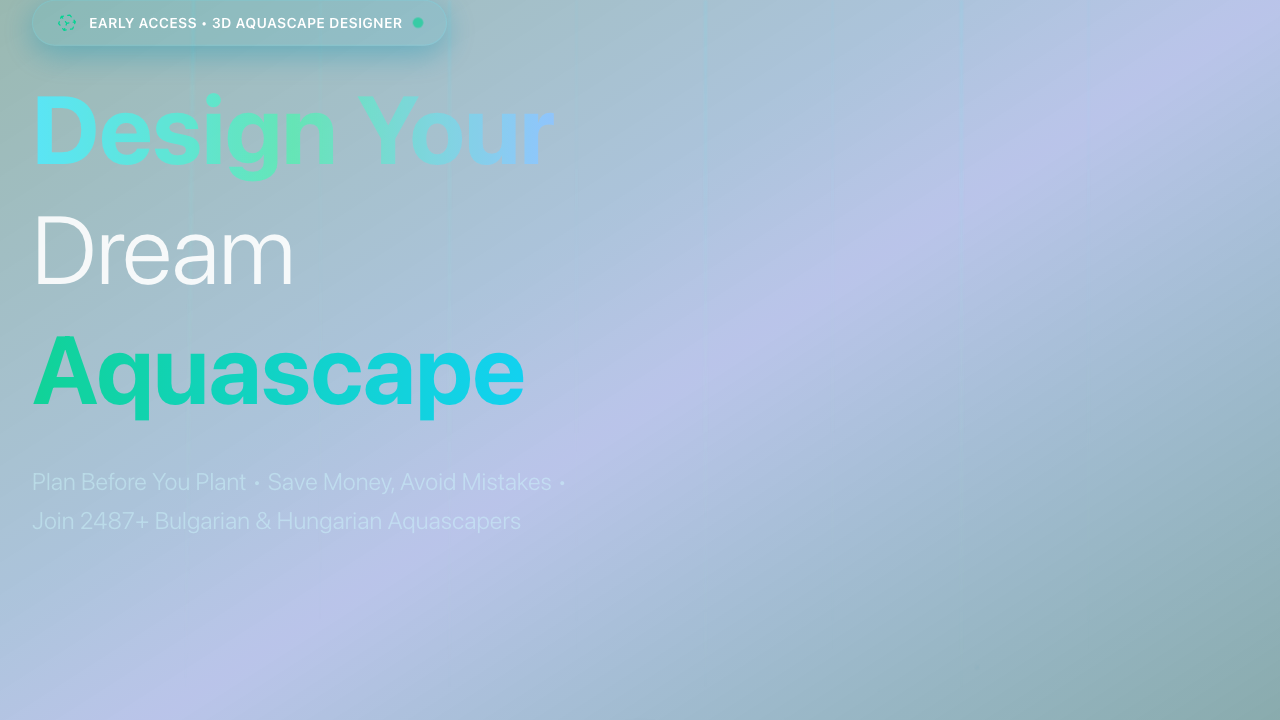 EARLY ACCESS • 3D AQUASCAPE DESIGNER
Design Your
Dream
Aquascape
Plan Before You Plant • Save Money, Avoid Mistakes •
Join 2487+ Bulgarian & Hungarian Aquascapers